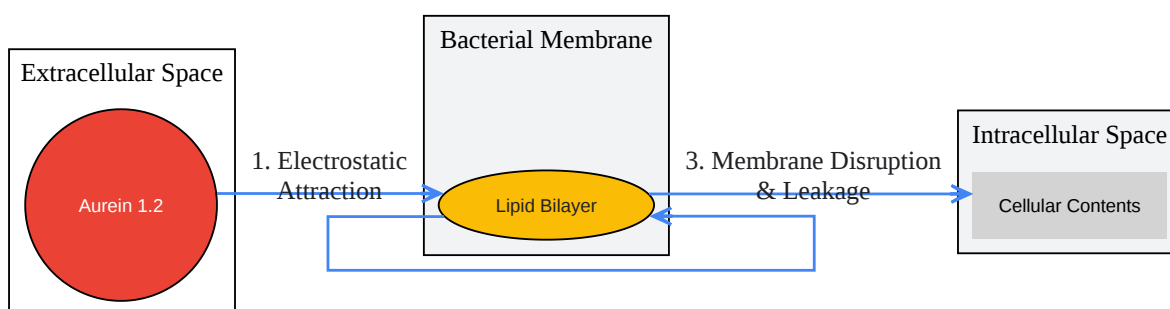 Extracellular Space
Aurein 1.2
1. Electrostatic
Attraction
Bacterial Membrane
Lipid Bilayer
3. Membrane Disruption
& Leakage
Intracellular Space
Cellular Contents